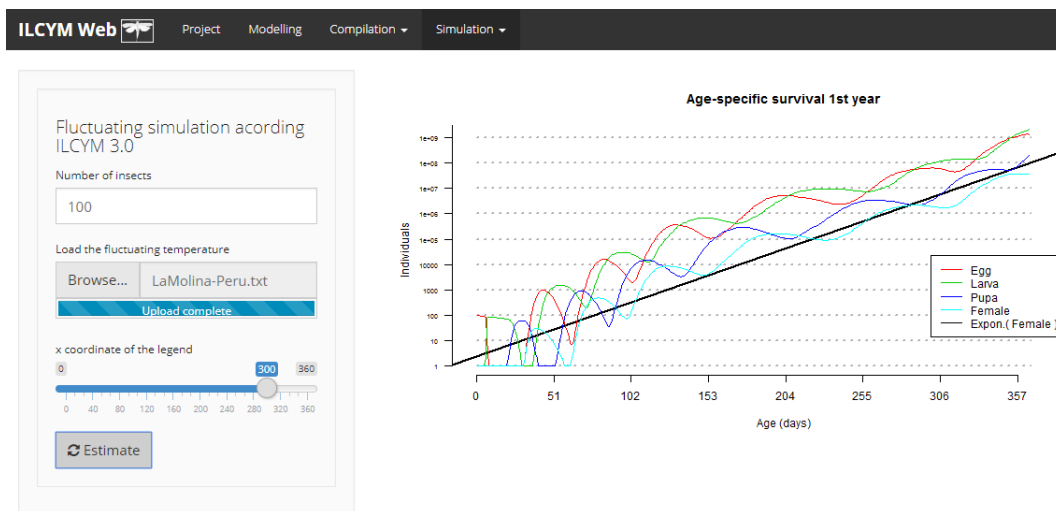 ILCYM Web Project Modelling Compilation Simulation
Fluctuating simulation acording
ILCYM 3.0
Number of insects
100
Load the fluctuating temperature
Browse... LaMolina-Peru.txt
Upload complete
x coordinate of the legend
0 300 360
0 40 80 120 160 200 240 280 320 360
Estimate
Age-specific survival 1st year
Individuals
1e+09
1e+08
1e+07
1e+06
1e+05
10000
1000
100
10
1
0 51 102 153 204 255 306 357
Age (days)
Egg
Larva
Pupa
Female
Expon.( Female )